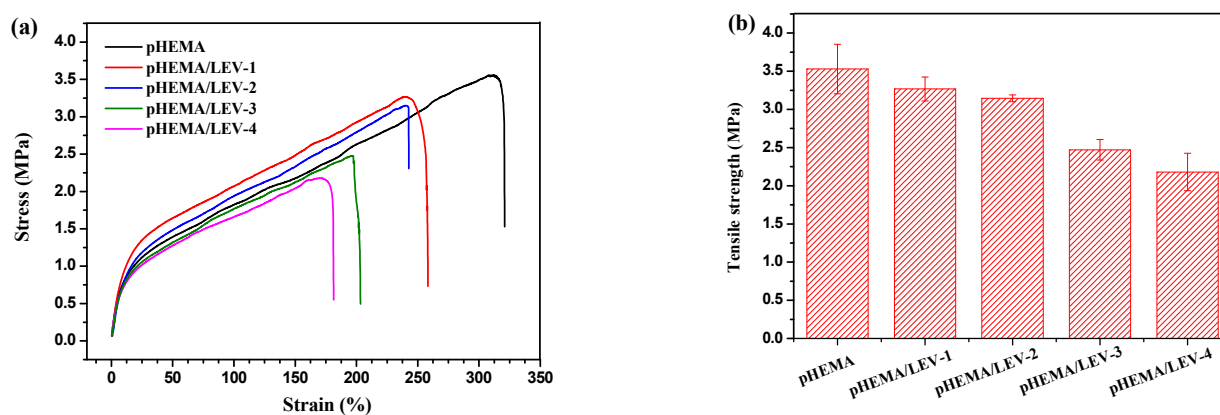 (a)
pHEMA
pHEMA/LEV-1
pHEMA/LEV-2
pHEMA/LEV-3
pHEMA/LEV-4
4.0
3.5
3.0
2.5
2.0
1.5
1.0
0.5
0.0
Stress (MPa)
0 50 100 150 200 250 300 350
Strain (%)
(b)
4.0
3.5
3.0
2.5
2.0
1.5
1.0
0.5
0.0
Tensile strength (MPa)
pHEMA
pHEMA/LEV-1
pHEMA/LEV-2
pHEMA/LEV-3
pHEMA/LEV-4